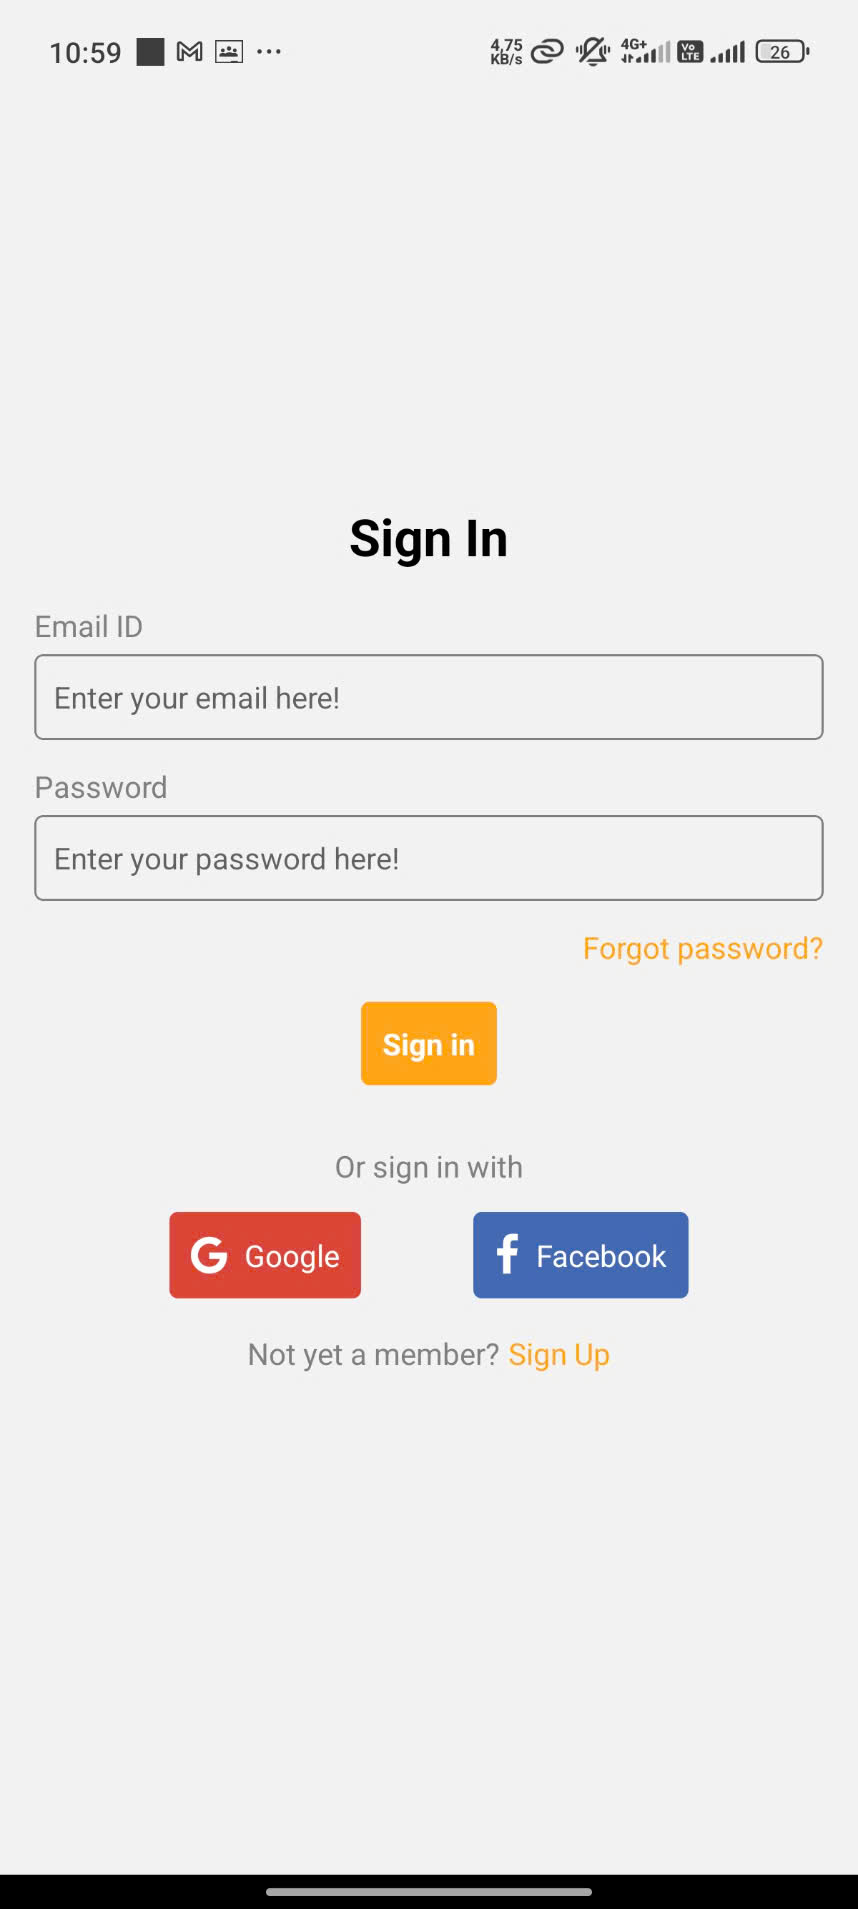 10:59 4,75 KB/s 4G+ Vo LTE 26
Sign In
Email ID
Enter your email here!
Password
Enter your password here!
Forgot password?
Sign in
Or sign in with
G Google f Facebook
Not yet a member? Sign Up